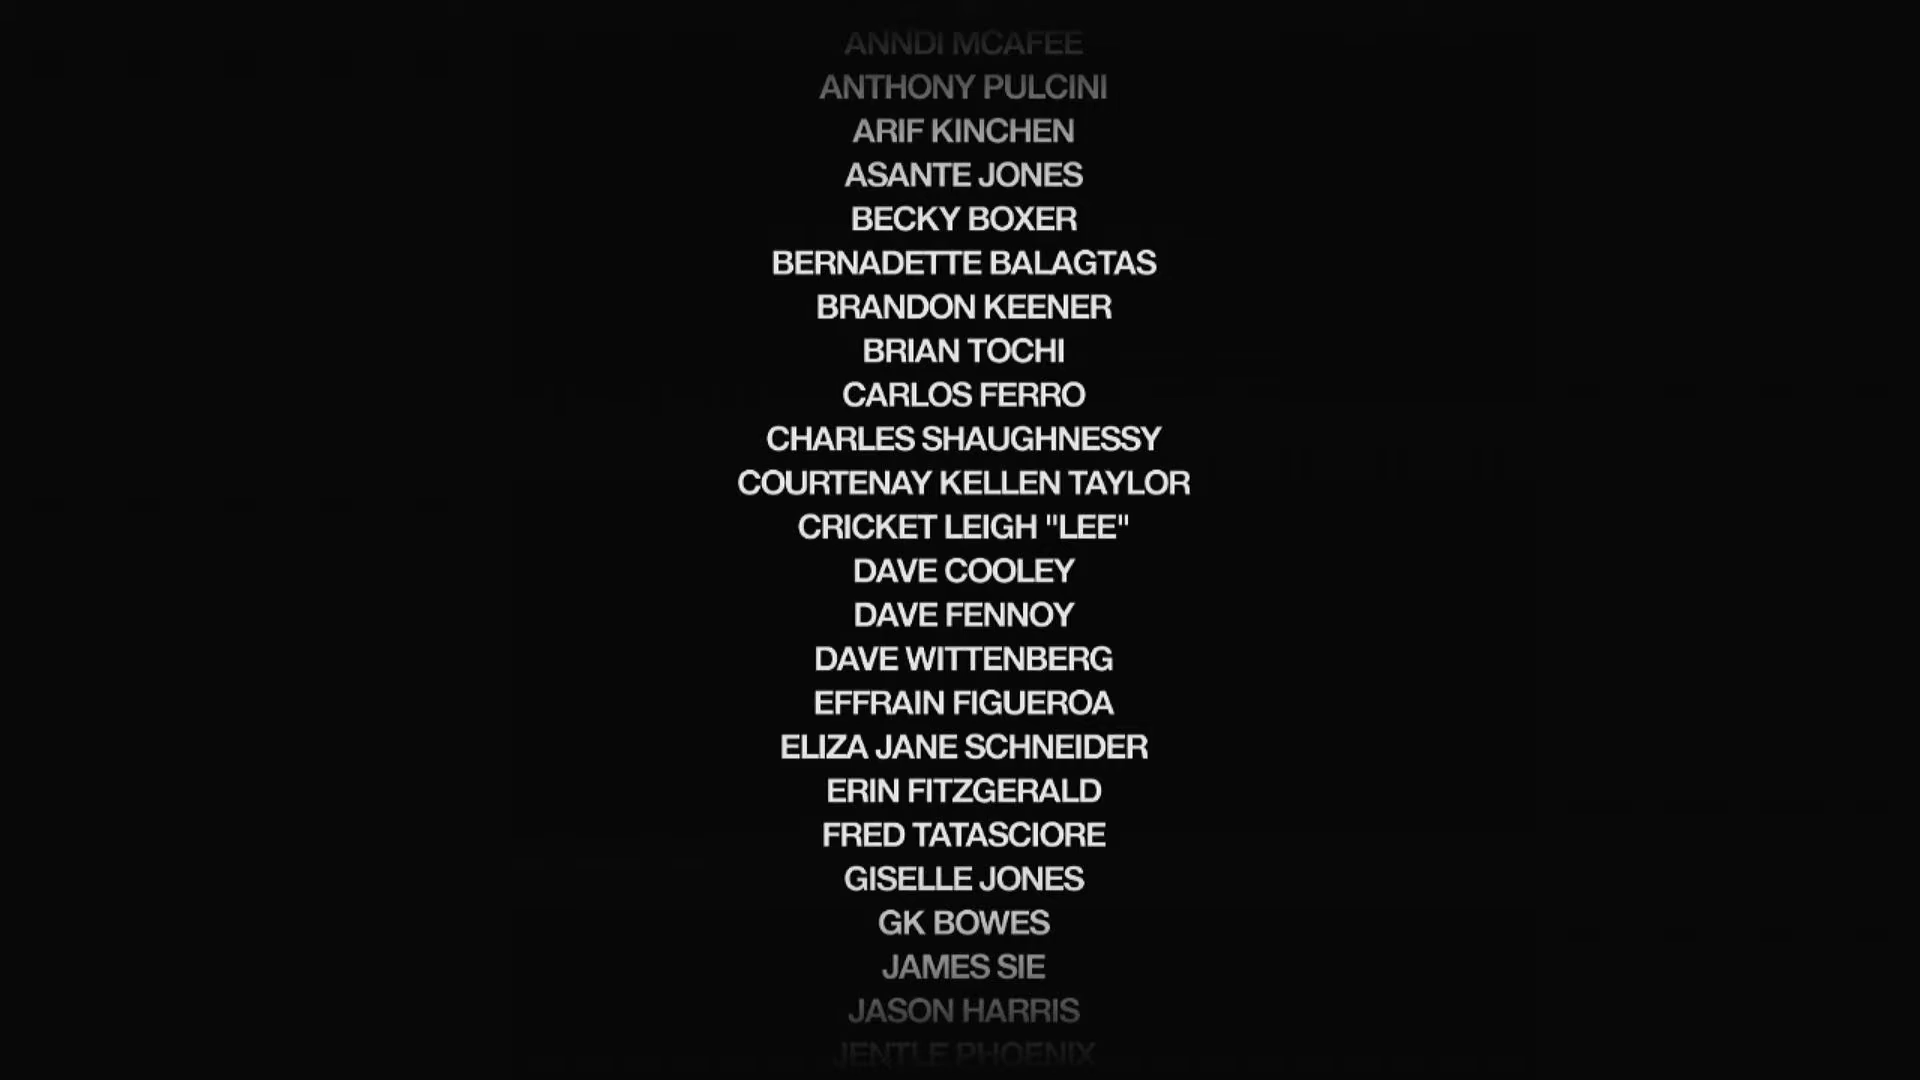 ANNDI MCAFEE
ANTHONY PULCINI
ARIF KINCHEN
ASANTE JONES
BECKY BOXER
BERNADETTE BALAGTAS
BRANDON KEENER
BRIAN TOCHI
CARLOS FERRO
CHARLES SHAUGHNESSY
COURTENAY KELLEN TAYLOR
CRICKET LEIGH "LEE"
DAVE COOLEY
DAVE FENNOY
DAVE WITTENBERG
EFFRAIN FIGUEROA
ELIZA JANE SCHNEIDER
ERIN FITZGERALD
FRED TATASCIORE
GISELLE JONES
GK BOWES
JAMES SIE
JASON HARRIS
JENTLE PHOENIX